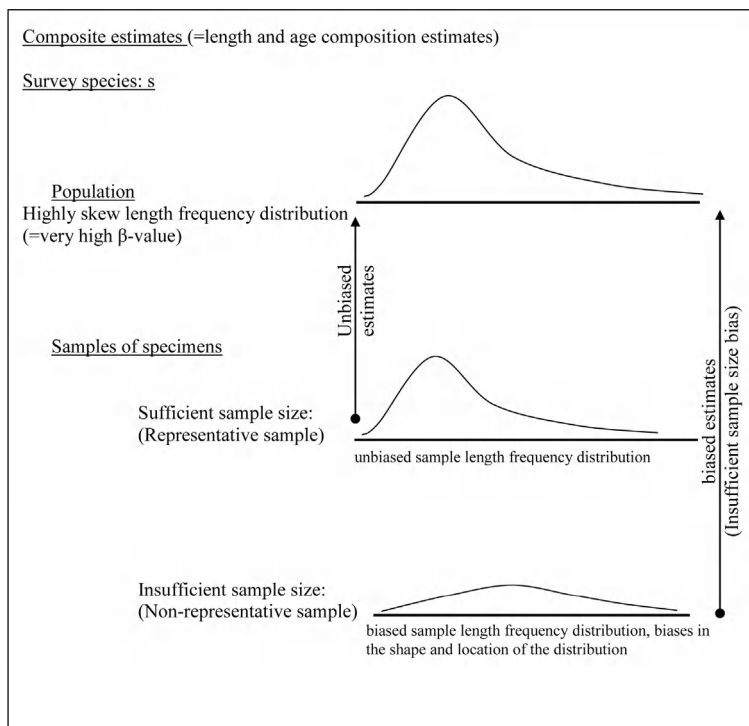 Composite estimates (=length and age composition estimates)
Survey species: s
Population
Highly skew length frequency distribution
(=very high β-value)
Unbiased
estimates
biased estimates
(Insufficient sample size bias)
Samples of specimens
Sufficient sample size:
(Representative sample)
unbiased sample length frequency distribution
Insufficient sample size:
(Non-representative sample)
biased sample length frequency distribution, biases in
the shape and location of the distribution